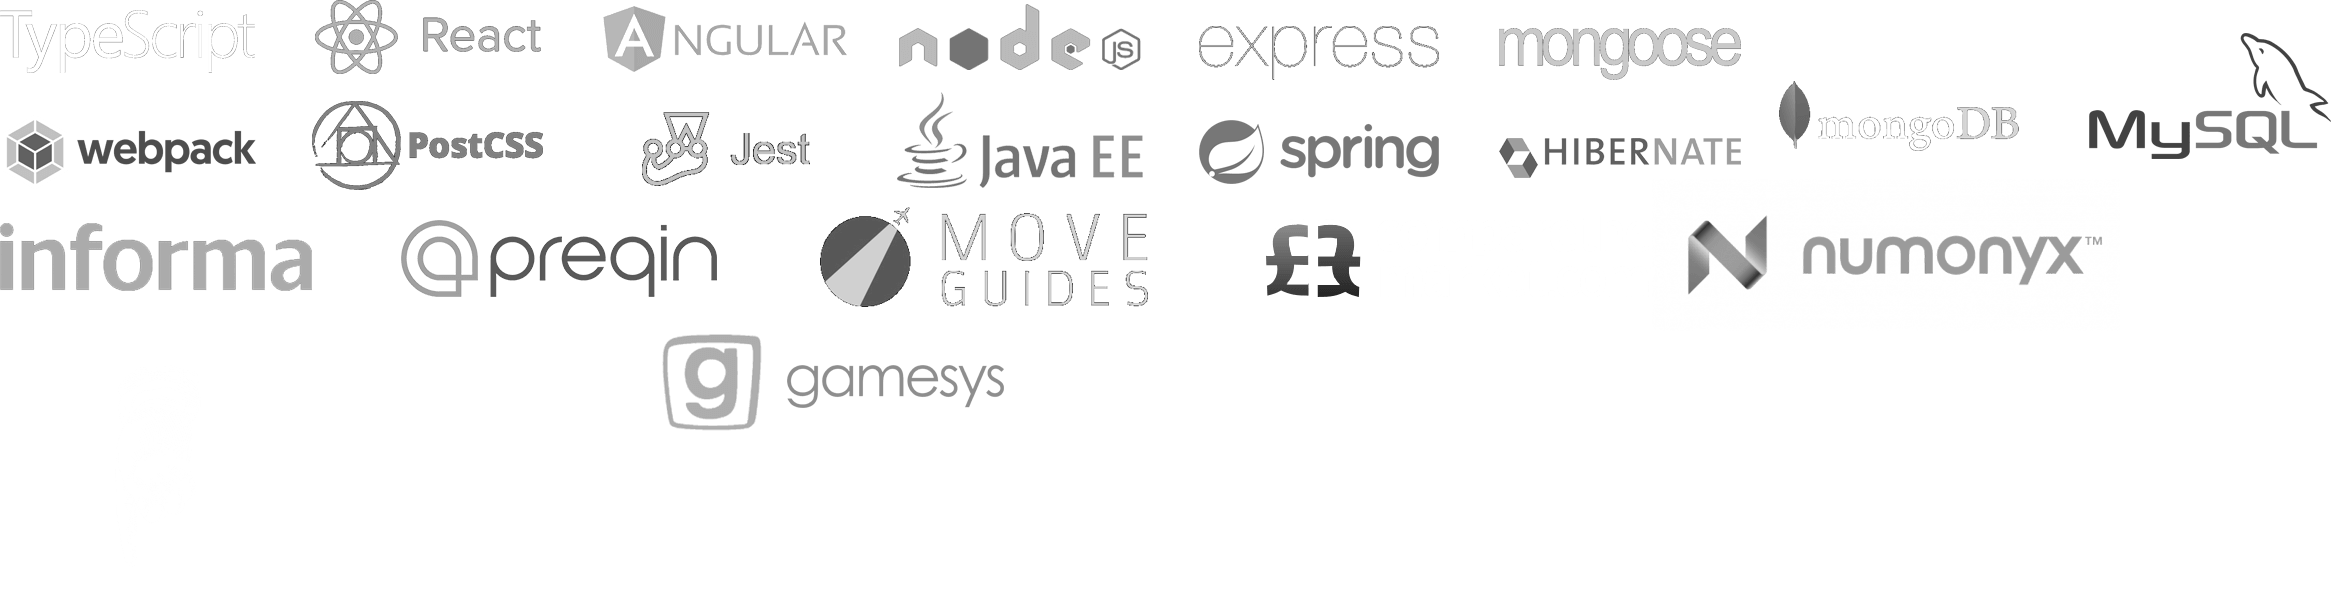 TypeScript React ANGULAR node JS express mongoose
webpack PostCSS Jest Java EE spring HIBERNATE mongoDB MySQL
informa preqin MOVE GUIDES ££ numonyx™
g gamesys